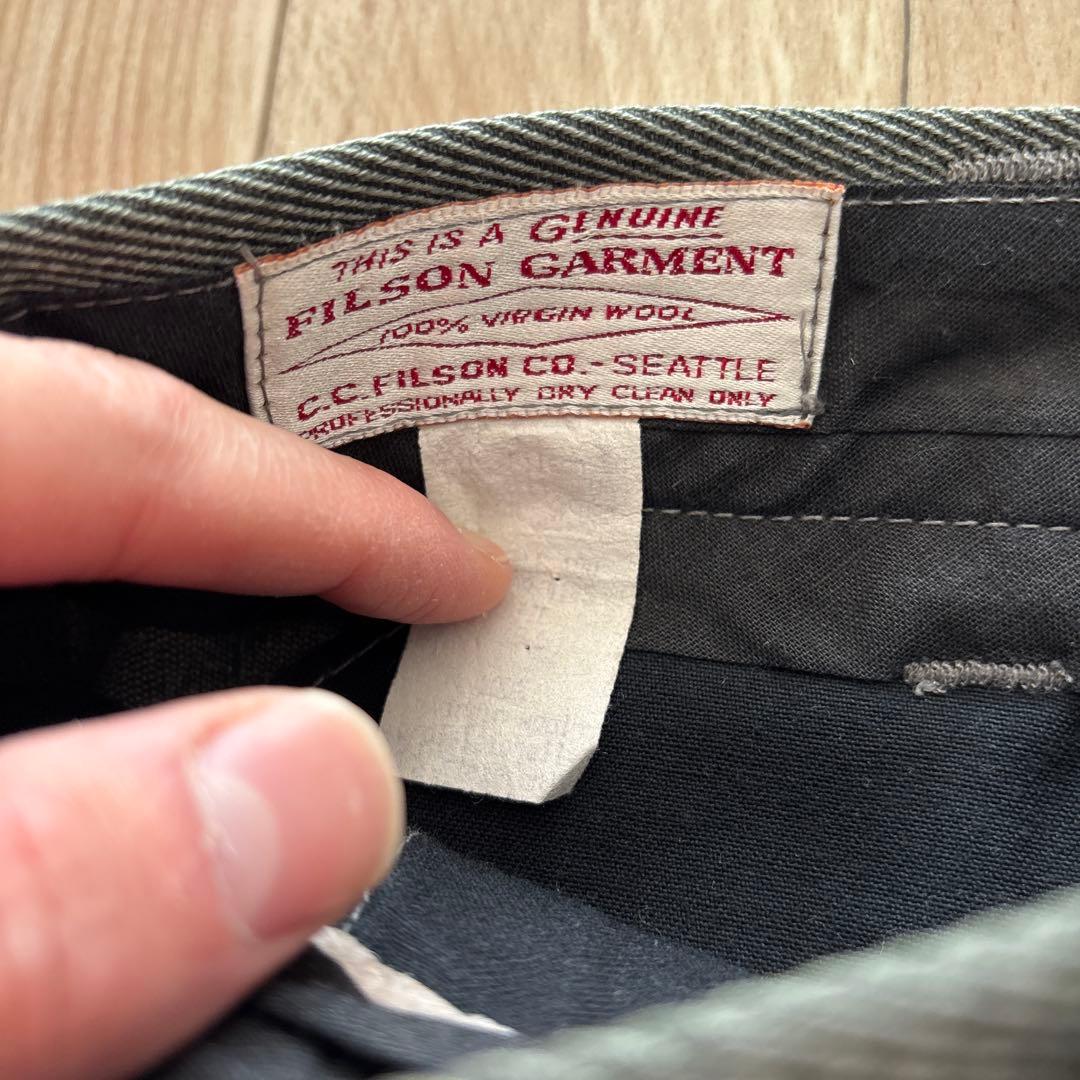 THIS IS A GENUINE
FILSON GARMENT
100% VIRGIN WOOL
C.C. FILSON CO.-SEATTLE
PROFESSIONALLY DRY CLEAN ONLY